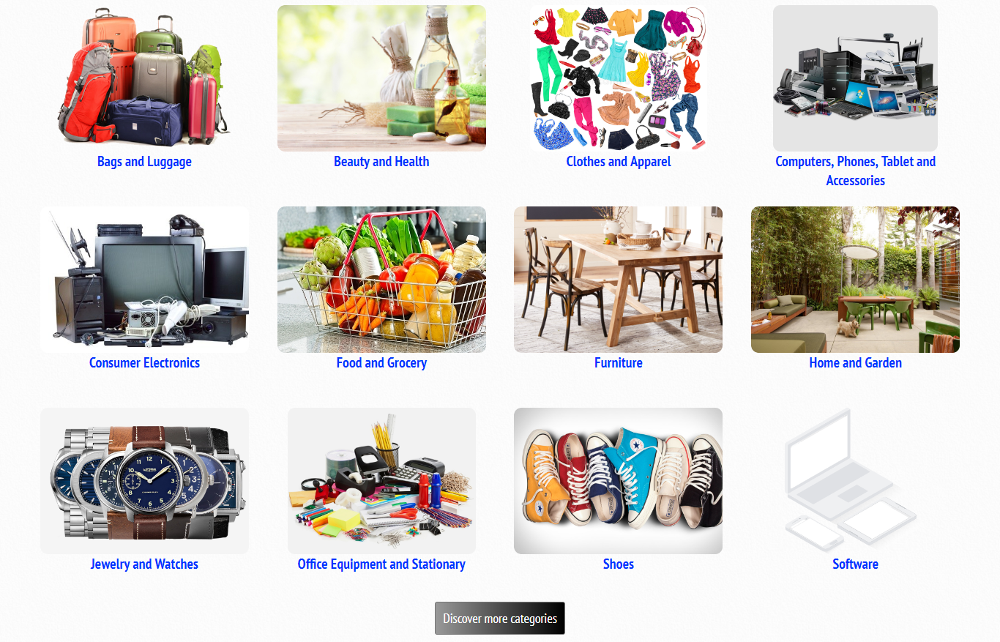 Bags and Luggage
Beauty and Health
Clothes and Apparel
Computers, Phones, Tablet and
Accessories
Consumer Electronics
Food and Grocery
Furniture
Home and Garden
Jewelry and Watches
Office Equipment and Stationary
Shoes
Software
Discover more categories